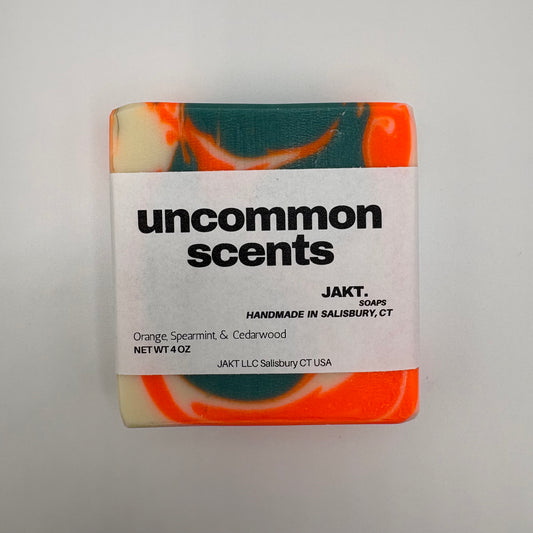 uncommon
scents
JAKT.
SOAPS
HANDMADE IN SALISBURY, CT
Orange, Spearmint, & Cedarwood
NET WT 4 OZ
JAKT LLC Salisbury CT USA